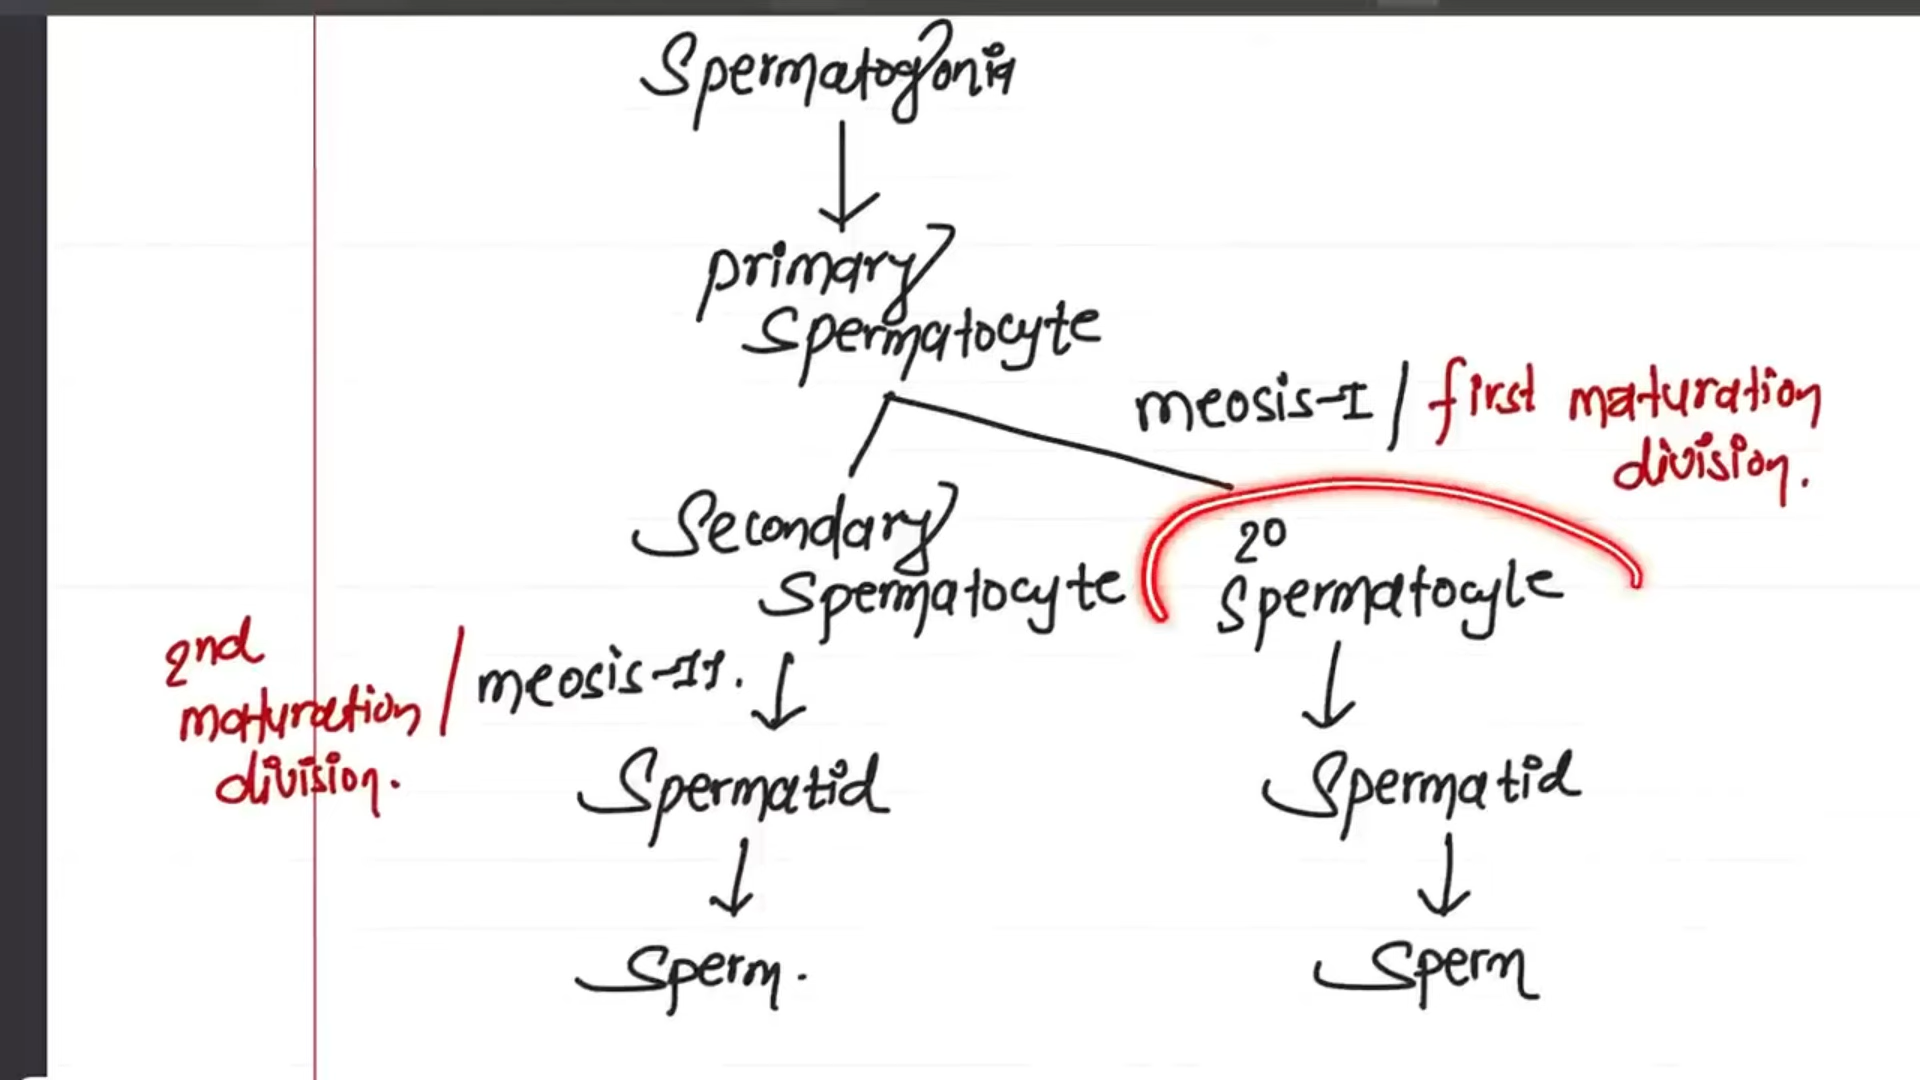 Spermatogonia
primary
Spermatocyte
meosis-I / first maturation
division.
Secondary
Spermatocyte
2°
Spermatocyte
2nd
maturation
division.
/ meosis-II.
Spermatid
Spermatid
Sperm.
Sperm